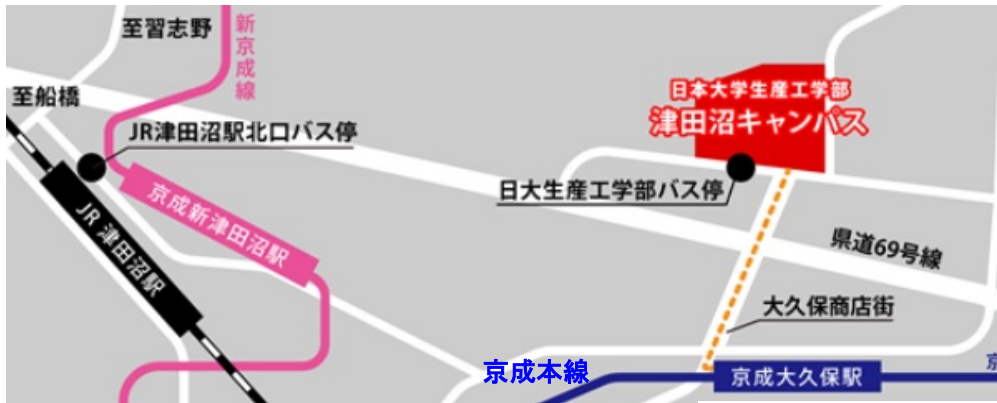 至習志野
新京成線
至船橋
JR津田沼駅北口バス停
日本大学生産工学部
津田沼キャンパス
京成新津田沼駅
日大生産工学部バス停
JR 津田沼駅
県道69号線
大久保商店街
京成本線
京成大久保駅
京